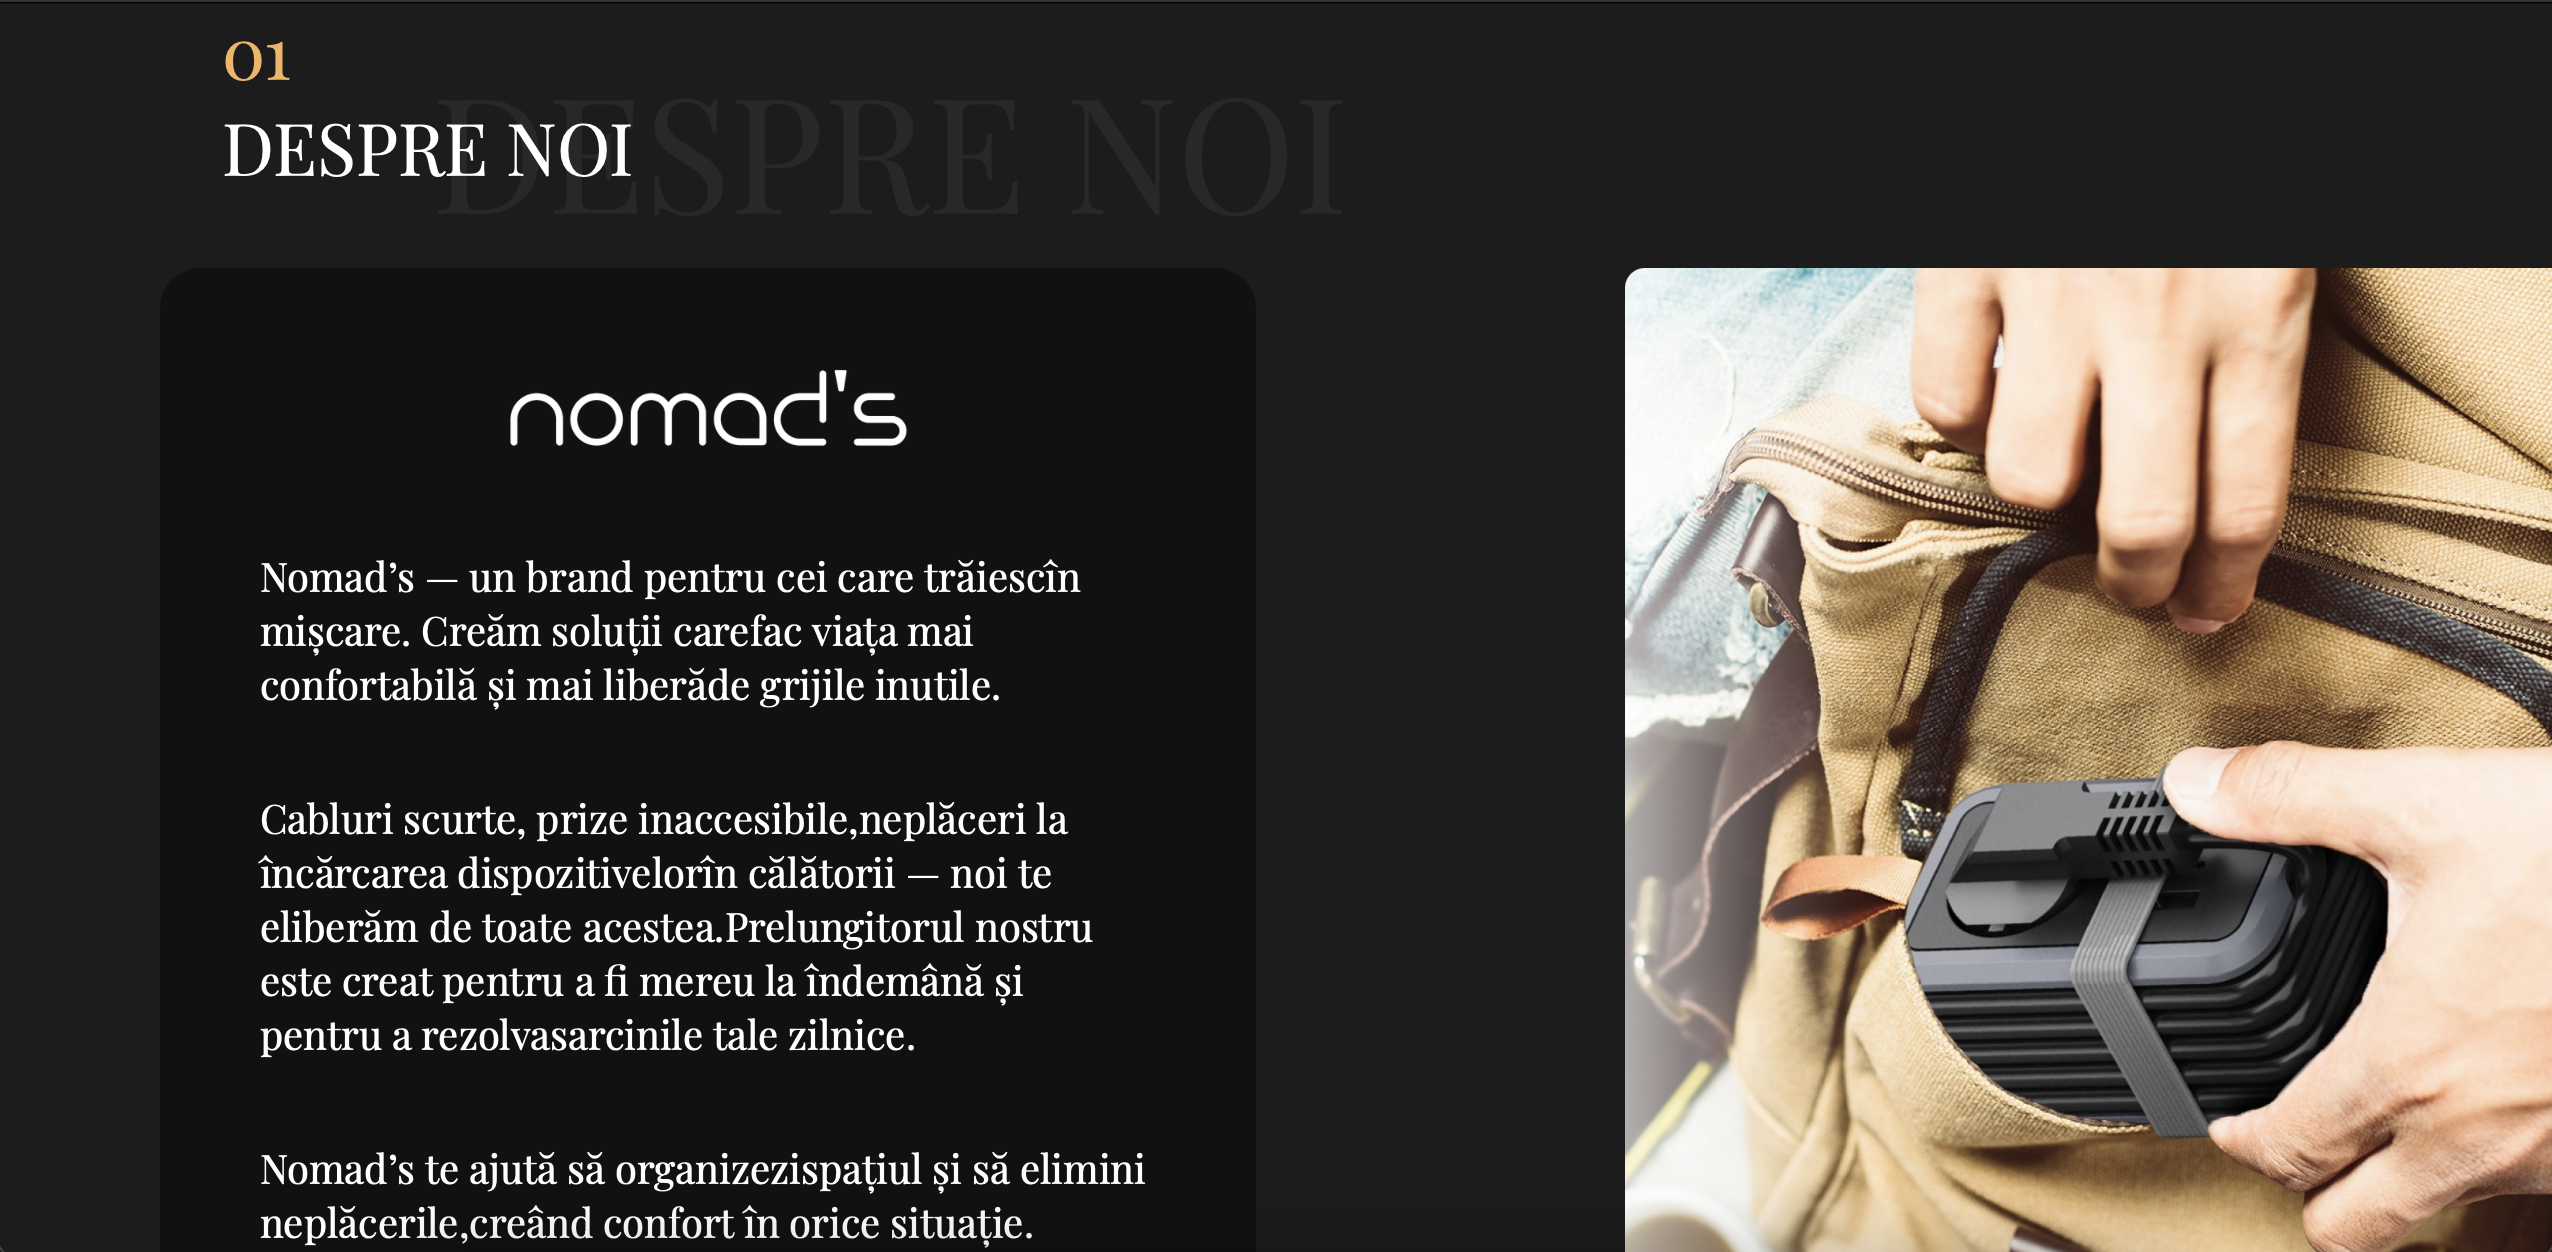 01
DESPRE NOI
DESPRE NOI
nomad's
Nomad’s — un brand pentru cei care trăiescîn
mișcare. Creăm soluții carefac viața mai
confortabilă și mai liberăde grijile inutile.
Cabluri scurte, prize inaccesibile,neplăceri la
încărcarea dispozitivelorîn călătorii — noi te
eliberăm de toate acestea.Prelungitorul nostru
este creat pentru a fi mereu la îndemână și
pentru a rezolvasarcinile tale zilnice.
Nomad’s te ajută să organizezispațiul și să elimini
neplăcerile,creând confort în orice situație.